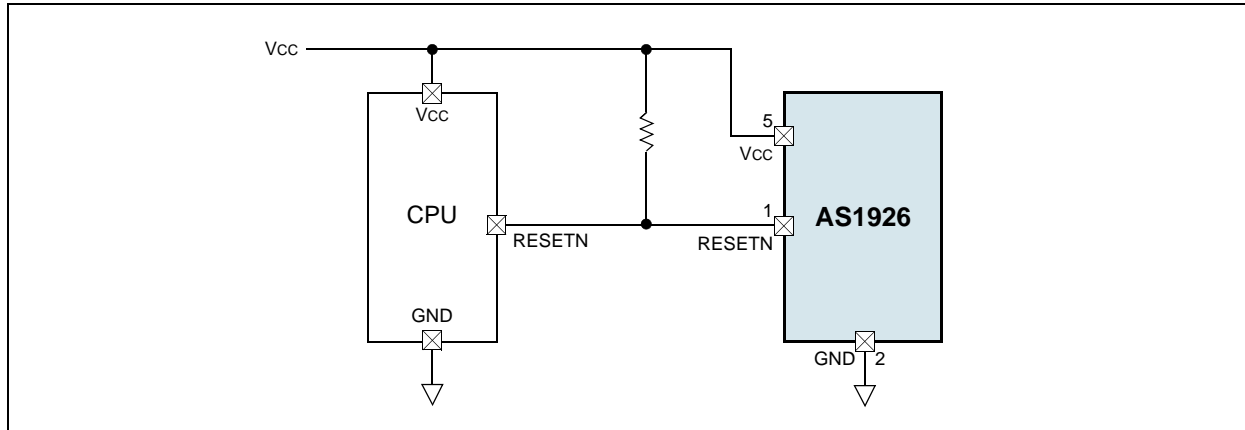 Vcc
Vcc
5
Vcc
CPU
1
AS1926
RESETN
RESETN
GND
GND
2